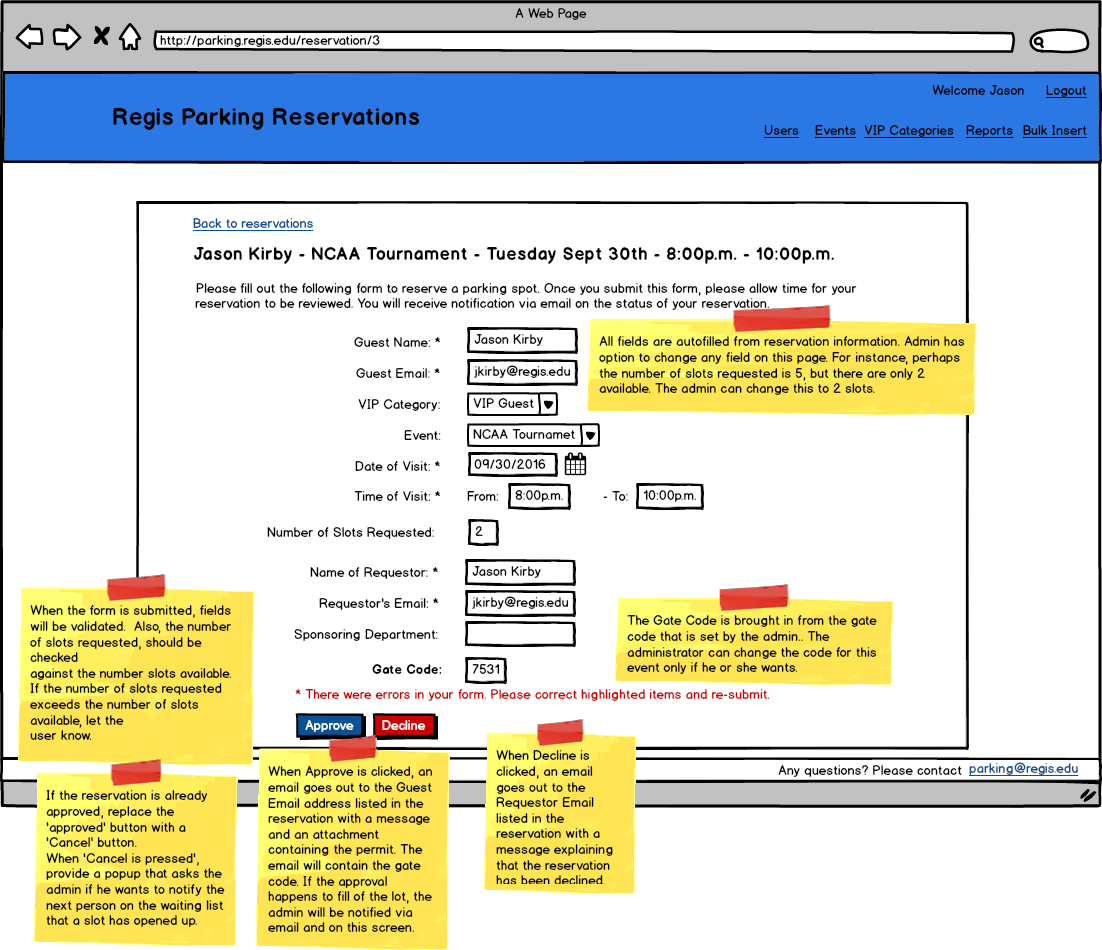 A Web Page
http://parking.regis.edu/reservation/3
Welcome Jason Logout
Regis Parking Reservations
Users Events VIP Categories Reports Bulk Insert
Back to reservations
Jason Kirby - NCAA Tournament - Tuesday Sept 30th - 8:00p.m. - 10:00p.m.
Please fill out the following form to reserve a parking spot. Once you submit this form, please allow time for your
reservation to be reviewed. You will receive notification via email on the status of your reservation.
Guest Name: * Jason Kirby
Guest Email: * jkirby@regis.edu
VIP Category: VIP Guest
Event: NCAA Tournamet
Date of Visit: * 09/30/2016
Time of Visit: * From: 8:00p.m. - To: 10:00p.m.
Number of Slots Requested: 2
Name of Requestor: * Jason Kirby
Requestor's Email: * jkirby@regis.edu
Sponsoring Department:
Gate Code: 7531
* There were errors in your form. Please correct highlighted items and re-submit.
Approve Decline
All fields are autofilled from reservation information. Admin has
option to change any field on this page. For instance, perhaps
the number of slots requested is 5, but there are only 2
available. The admin can change this to 2 slots.
The Gate Code is brought in from the gate
code that is set by the admin.. The
administrator can change the code for this
event only if he or she wants.
When the form is submitted, fields
will be validated. Also, the number
of slots requested, should be
checked
against the number slots available.
If the number of slots requested
exceeds the number of slots
available, let the
user know.
If the reservation is already
approved, replace the
'approved' button with a
'Cancel' button.
When 'Cancel is pressed',
provide a popup that asks the
admin if he wants to notify the
next person on the waiting list
that a slot has opened up.
When Approve is clicked, an
email goes out to the Guest
Email address listed in the
reservation with a message
and an attachment
containing the permit. The
email will contain the gate
code. If the approval
happens to fill of the lot, the
admin will be notified via
email and on this screen.
When Decline is
clicked, an email
goes out to the
Requestor Email
listed in the
reservation with a
message explaining
that the reservation
has been declined.
Any questions? Please contact parking@regis.edu